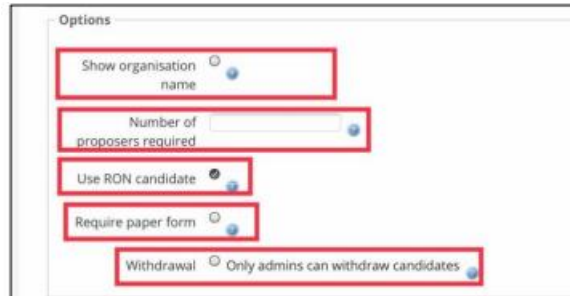 Options
Show organisation
name
Number of
proposers required
Use RON candidate
Require paper form
Withdrawal Only admins can withdraw candidates